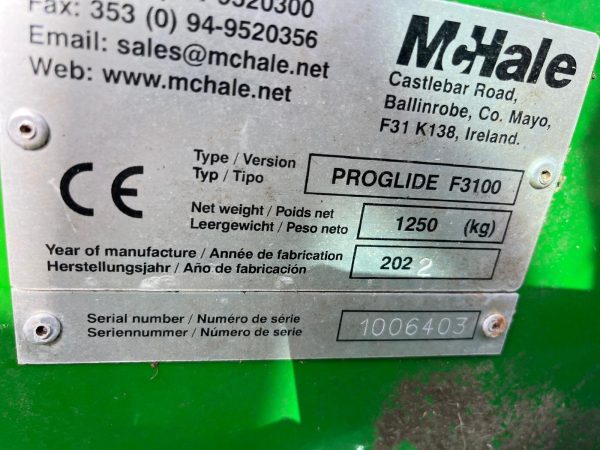 Fax: 353 (0) 94-9520356
Email: sales@mchale.net
Web: www.mchale.net
McHale
Castlebar Road,
Ballinrobe, Co. Mayo,
F31 K138, Ireland.
CE
Type / Version
Typ / Tipo
PROGLIDE F3100
Net weight / Poids net
Leergewicht / Peso neto
1250 (kg)
Year of manufacture / Année de fabrication
Herstellungsjahr / Año de fabricación
2022
Serial number / Numéro de série
Seriennummer / Número de serie
1006403